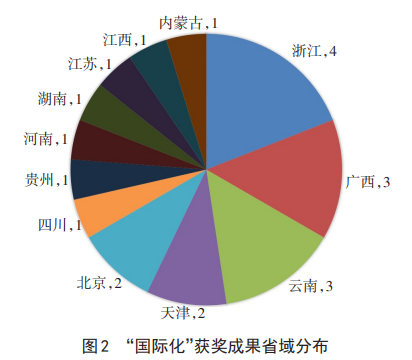 内蒙古,1
江西,1
浙江,4
江苏,1
湖南,1
河南,1
贵州,1
广西,3
四川,1
北京,2
云南,3
天津,2
图2 “国际化”获奖成果省域分布